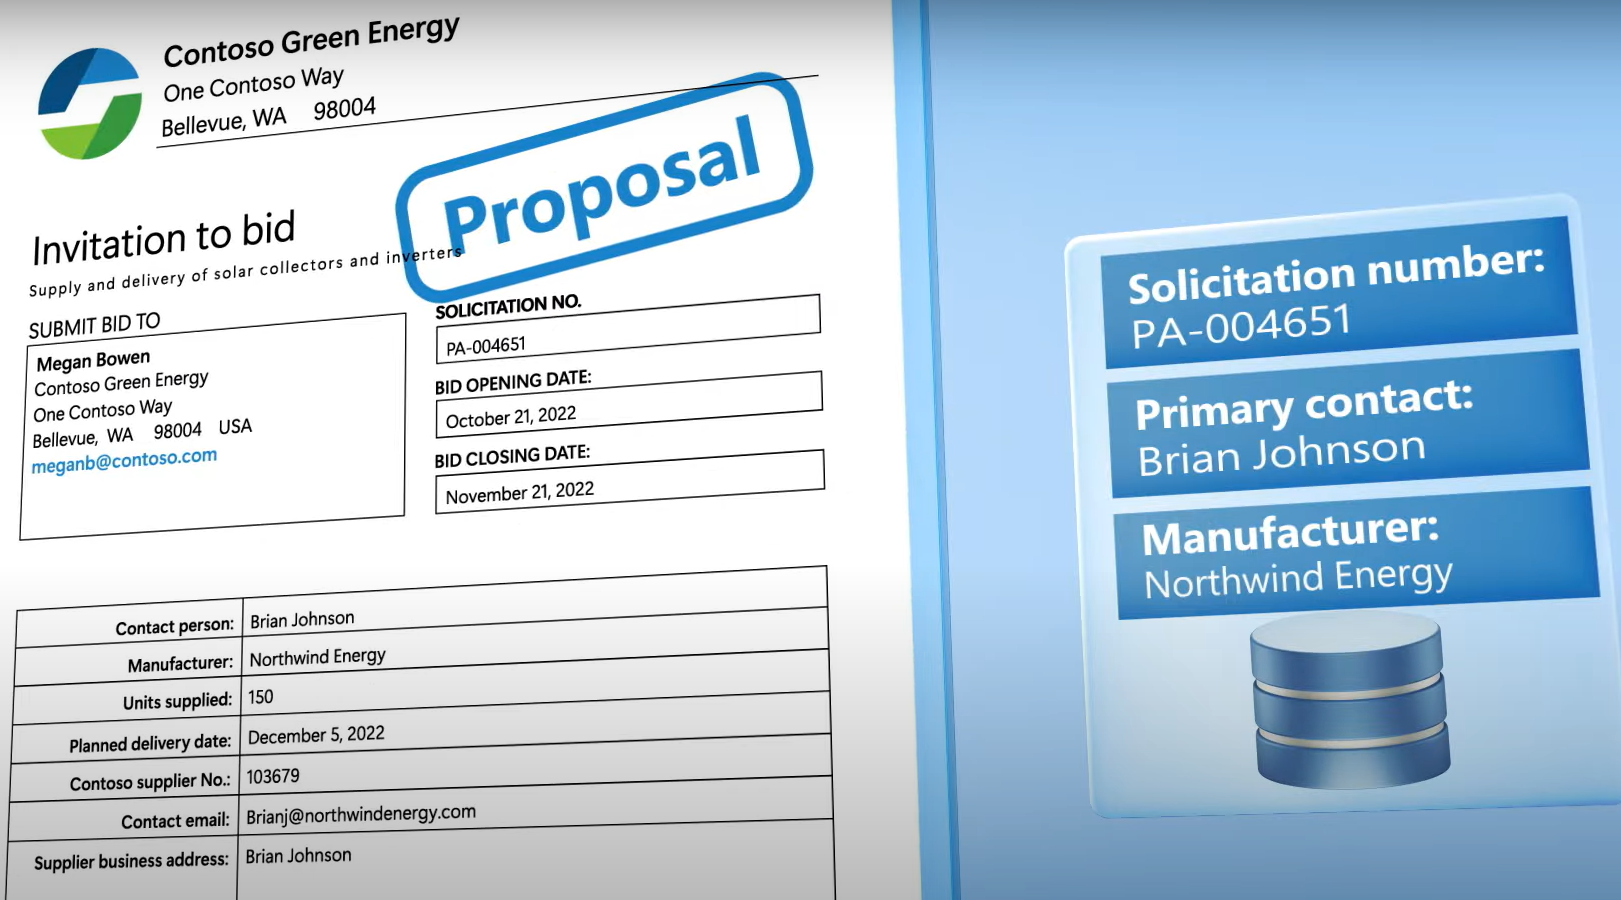 Contoso Green Energy
One Contoso Way
Bellevue, WA 98004
Proposal
Invitation to bid
Supply and delivery of solar collectors and inverters
SUBMIT BID TO
Megan Bowen
Contoso Green Energy
One Contoso Way
Bellevue, WA 98004 USA
meganb@contoso.com
SOLICITATION NO.
PA-004651
BID OPENING DATE:
October 21, 2022
BID CLOSING DATE:
November 21, 2022
Contact person: Brian Johnson
Manufacturer: Northwind Energy
Units supplied: 150
Planned delivery date: December 5, 2022
Contoso supplier No.: 103679
Contact email: Brianj@northwindenergy.com
Supplier business address: Brian Johnson
Solicitation number:
PA-004651
Primary contact:
Brian Johnson
Manufacturer:
Northwind Energy